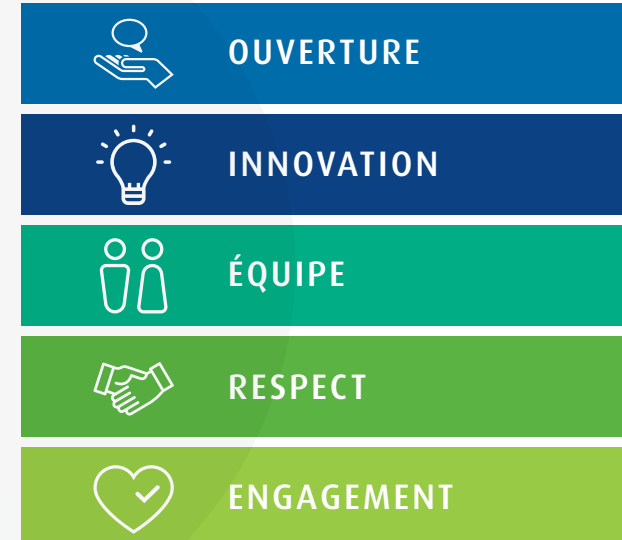 OUVERTURE
INNOVATION
ÉQUIPE
RESPECT
ENGAGEMENT